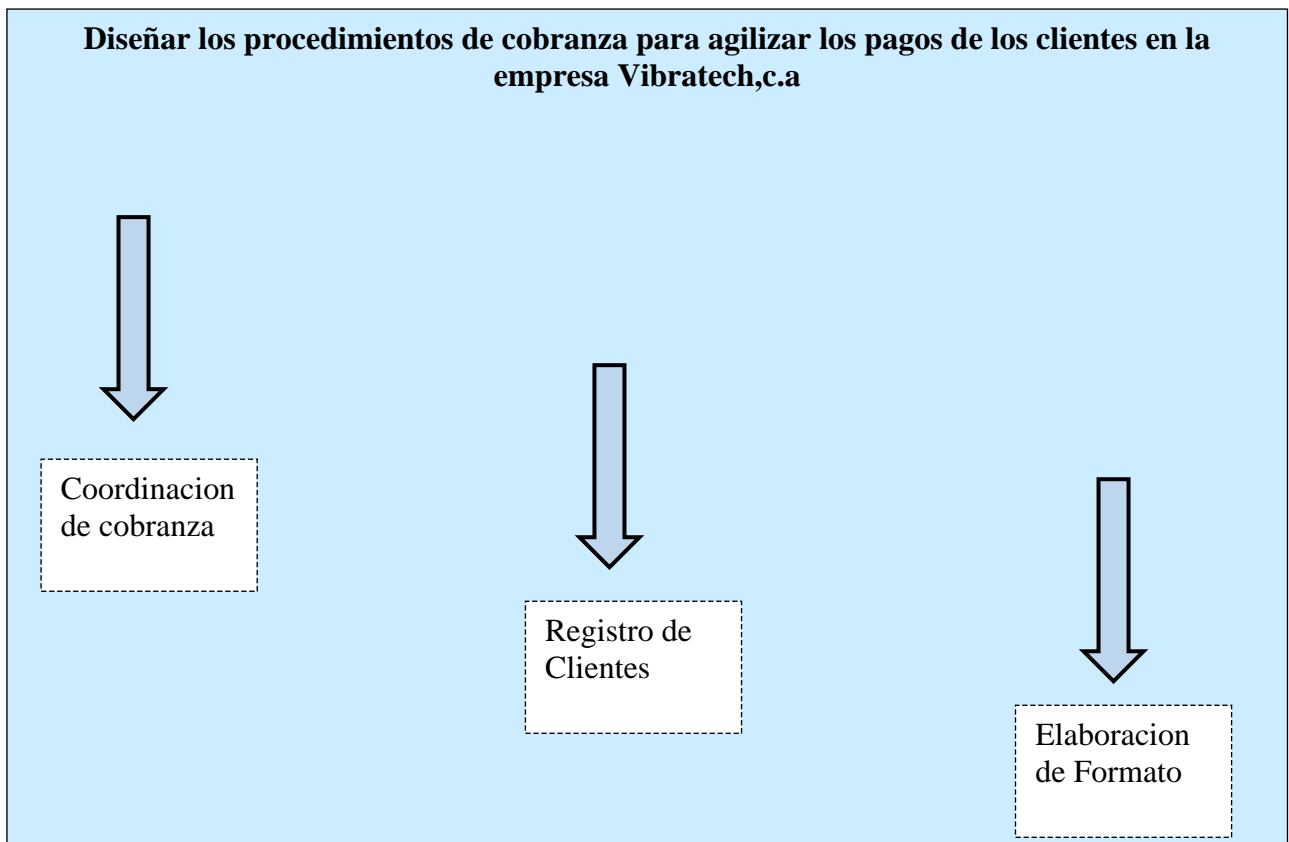 Diseñar los procedimientos de cobranza para agilizar los pagos de los clientes en la
empresa Vibratech,c.a
Coordinacion
de cobranza
Registro de
Clientes
Elaboracion
de Formato